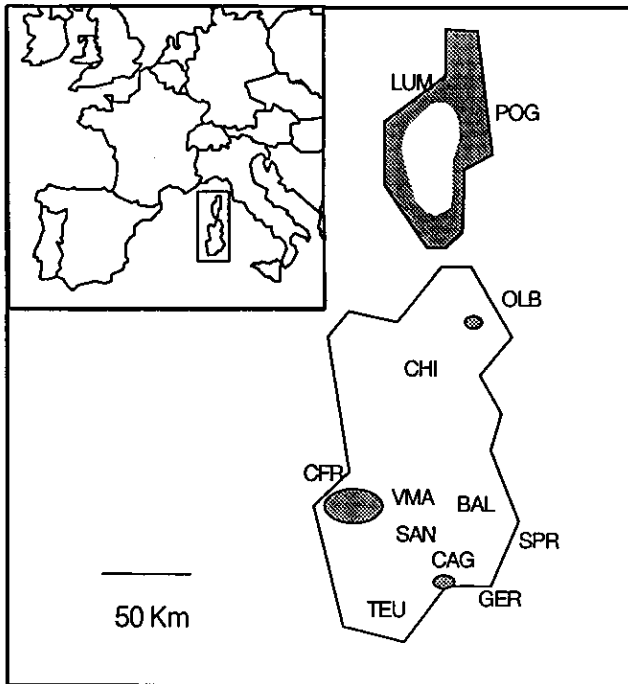 LUM
POG
OLB
CHI
CFR
VMA
BAL
SAN
SPR
CAG
GER
TEU
50 Km